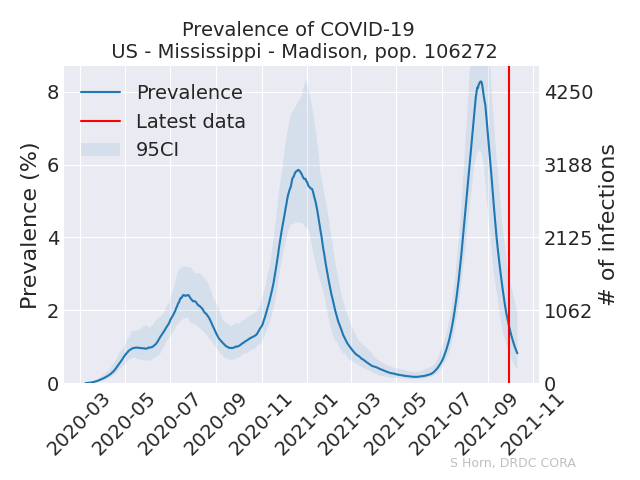 Prevalence of COVID-19
US - Mississippi - Madison, pop. 106272
Prevalence
Latest data
95CI
Prevalence (%)
8
6
4
2
0
4250
3188
2125
1062
0
# of infections
2020-03
2020-05
2020-07
2020-09
2020-11
2021-01
2021-03
2021-05
2021-07
2021-09
2021-11
S Horn, DRDC CORA